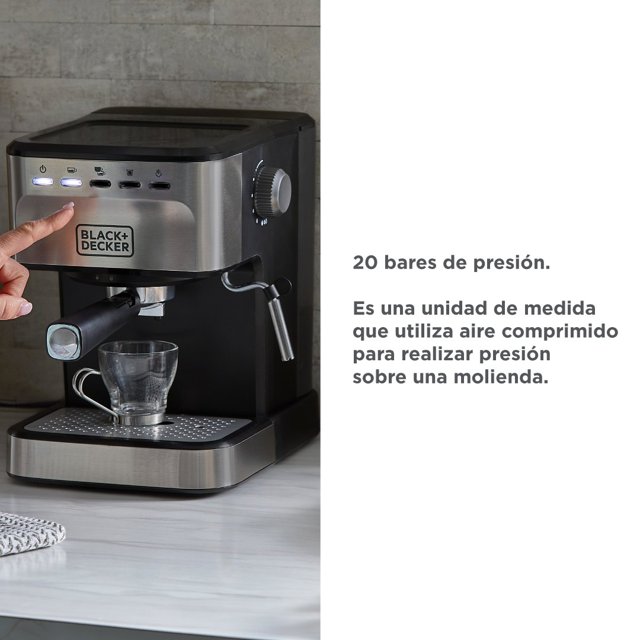 BLACK+
DECKER
20 bares de presión.
Es una unidad de medida
que utiliza aire comprimido
para realizar presión
sobre una molienda.